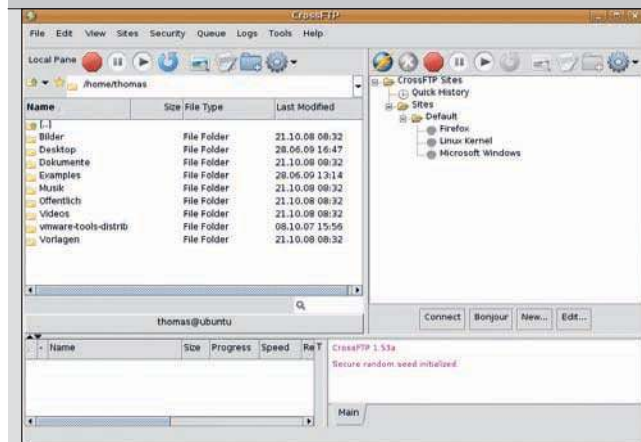 CrossFTP
File Edit View Sites Security Queue Logs Tools Help
Local Pane
/home/thomas
Name Size File Type Last Modified
[..]
Bilder File Folder 21.10.08 08:32
Desktop File Folder 28.06.09 16:47
Dokumente File Folder 21.10.08 08:32
Examples File Folder 28.06.09 13:14
Musik File Folder 21.10.08 08:32
Öffentlich File Folder 21.10.08 08:32
Videos File Folder 21.10.08 08:32
vmware-tools-distrib File Folder 08.10.07 15:56
Vorlagen File Folder 21.10.08 08:32
thomas@ubuntu
CrossFTP Sites
Quick History
Sites
Default
Firefox
Linux Kernel
Microsoft Windows
Connect Bonjour New... Edit...
Name Size Progress Speed Re T
CrossFTP 1.53a
Secure random seed initialized.
Main